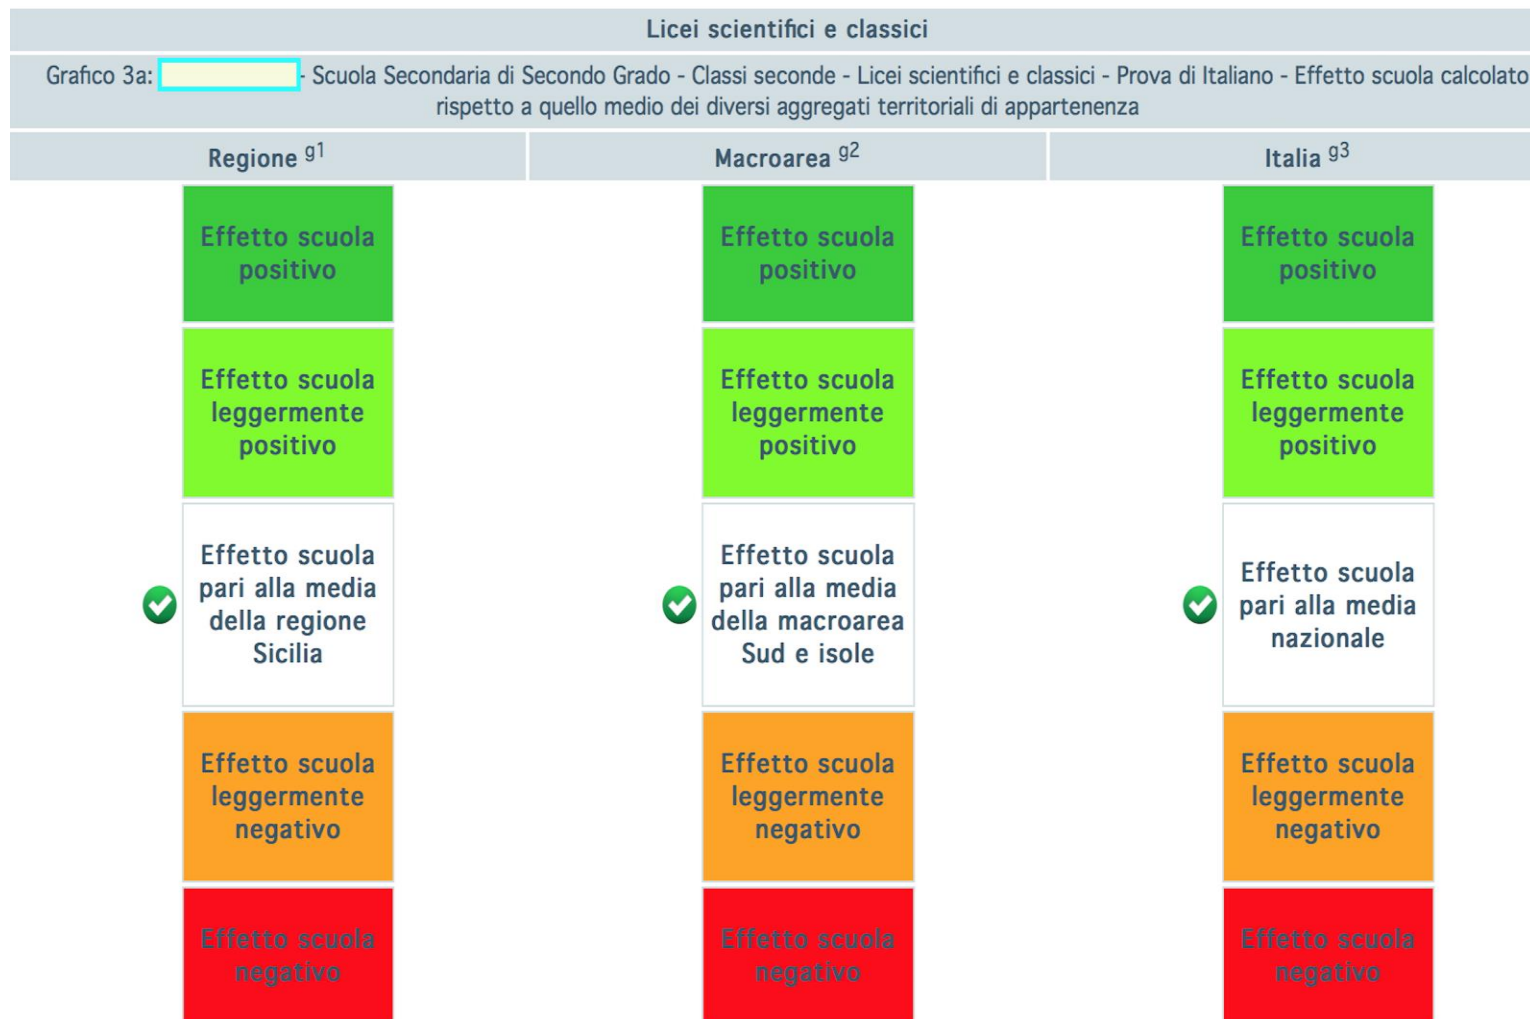 Licei scientifici e classici
Grafico 3a: - Scuola Secondaria di Secondo Grado - Classi seconde - Licei scientifici e classici - Prova di Italiano - Effetto scuola calcolato
rispetto a quello medio dei diversi aggregati territoriali di appartenenza
Regione g1
Macroarea g2
Italia g3
Effetto scuola
positivo
Effetto scuola
positivo
Effetto scuola
positivo
Effetto scuola
leggermente
positivo
Effetto scuola
leggermente
positivo
Effetto scuola
leggermente
positivo
Effetto scuola
pari alla media
della regione
Sicilia
Effetto scuola
pari alla media
della macroarea
Sud e isole
Effetto scuola
pari alla media
nazionale
Effetto scuola
leggermente
negativo
Effetto scuola
leggermente
negativo
Effetto scuola
leggermente
negativo
Effetto scuola
negativo
Effetto scuola
negativo
Effetto scuola
negativo